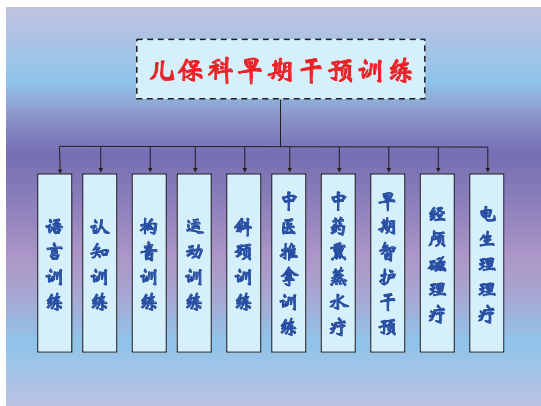 儿保科早期干预训练
语言训练
认知训练
构音训练
运动训练
斜颈训练
中医推拿训练
中药熏蒸水疗
早期智护干预
经颅磁理疗
电生理理疗